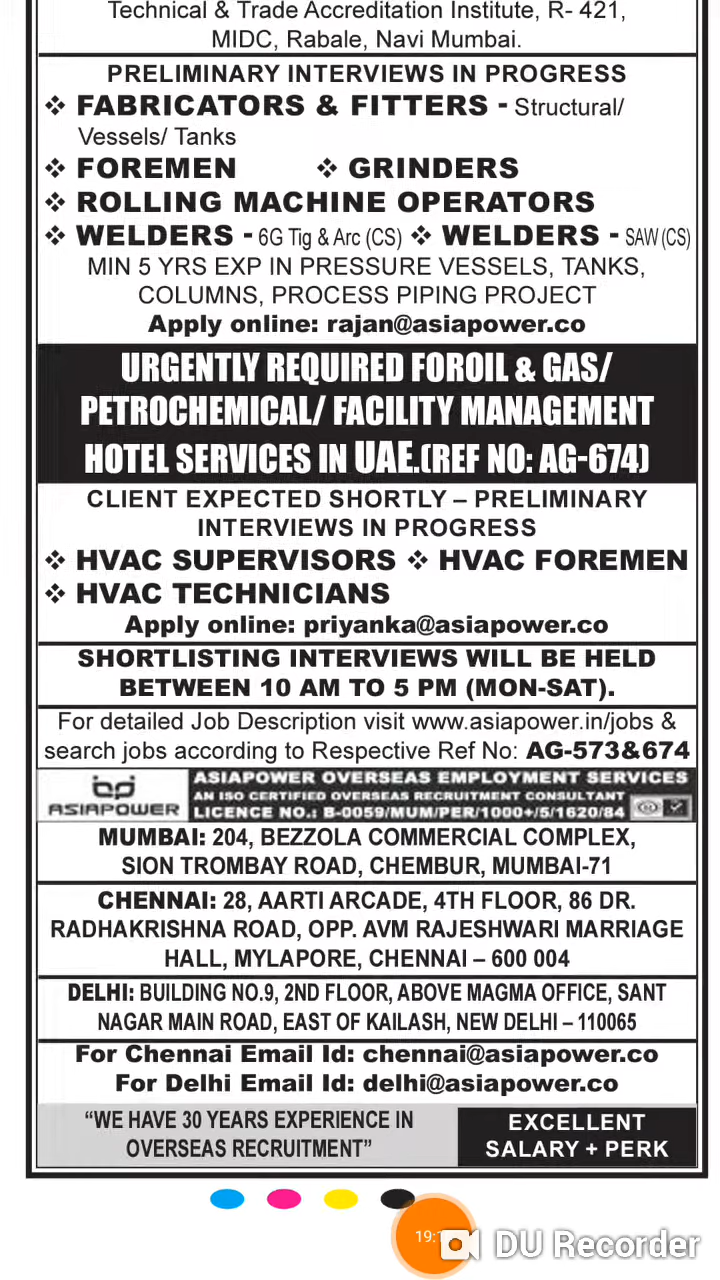 Technical & Trade Accreditation Institute, R- 421,
MIDC, Rabale, Navi Mumbai.
PRELIMINARY INTERVIEWS IN PROGRESS
❖ FABRICATORS & FITTERS - Structural/
Vessels/ Tanks
❖ FOREMEN ❖ GRINDERS
❖ ROLLING MACHINE OPERATORS
❖ WELDERS - 6G Tig & Arc (CS) ❖ WELDERS - SAW (CS)
MIN 5 YRS EXP IN PRESSURE VESSELS, TANKS,
COLUMNS, PROCESS PIPING PROJECT
Apply online: rajan@asiapower.co
URGENTLY REQUIRED FOROIL & GAS/
PETROCHEMICAL/ FACILITY MANAGEMENT
HOTEL SERVICES IN UAE.(REF NO: AG-674)
CLIENT EXPECTED SHORTLY – PRELIMINARY
INTERVIEWS IN PROGRESS
❖ HVAC SUPERVISORS ❖ HVAC FOREMEN
❖ HVAC TECHNICIANS
Apply online: priyanka@asiapower.co
SHORTLISTING INTERVIEWS WILL BE HELD
BETWEEN 10 AM TO 5 PM (MON-SAT).
For detailed Job Description visit www.asiapower.in/jobs &
search jobs according to Respective Ref No: AG-573&674
ASIAPOWER
ASIAPOWER OVERSEAS EMPLOYMENT SERVICES
AN ISO CERTIFIED OVERSEAS RECRUITMENT CONSULTANT
LICENCE NO.: B-0059/MUM/PER/1000+/5/1620/84
MUMBAI: 204, BEZZOLA COMMERCIAL COMPLEX,
SION TROMBAY ROAD, CHEMBUR, MUMBAI-71
CHENNAI: 28, AARTI ARCADE, 4TH FLOOR, 86 DR.
RADHAKRISHNA ROAD, OPP. AVM RAJESHWARI MARRIAGE
HALL, MYLAPORE, CHENNAI – 600 004
DELHI: BUILDING NO.9, 2ND FLOOR, ABOVE MAGMA OFFICE, SANT
NAGAR MAIN ROAD, EAST OF KAILASH, NEW DELHI – 110065
For Chennai Email Id: chennai@asiapower.co
For Delhi Email Id: delhi@asiapower.co
“WE HAVE 30 YEARS EXPERIENCE IN
OVERSEAS RECRUITMENT”
EXCELLENT
SALARY + PERK
DU Recorder